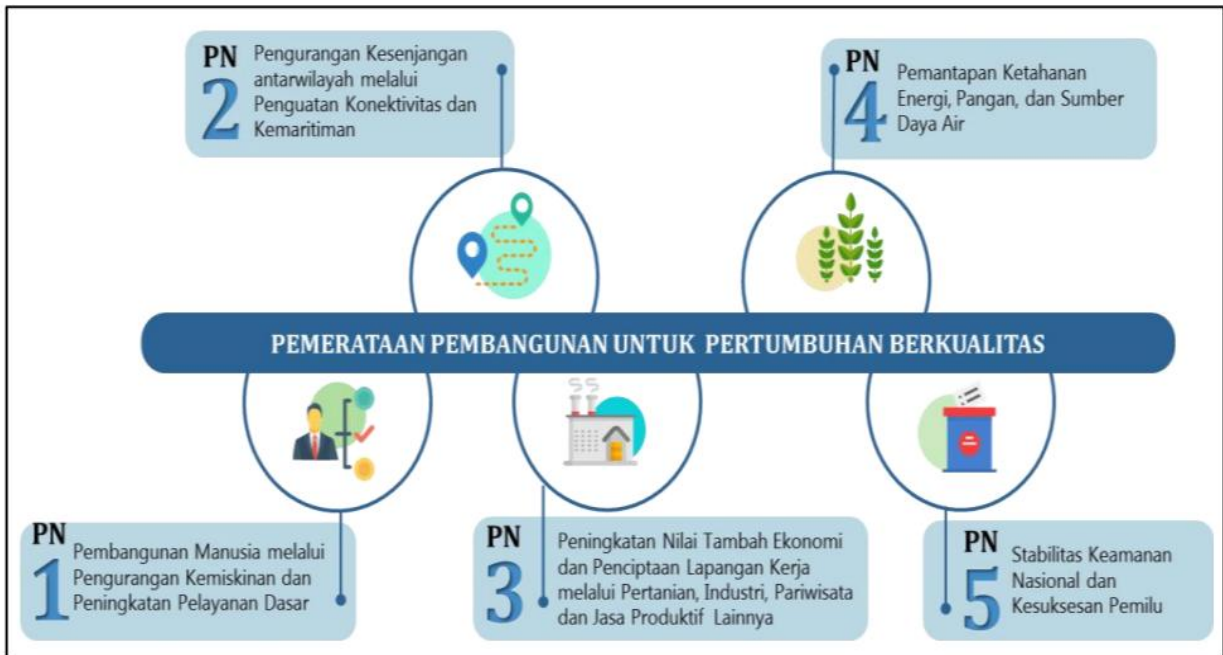 PN
2
Pengurangan Kesenjangan
antarwilayah melalui
Penguatan Konektivitas dan
Kemaritiman
PN
4
Pemantapan Ketahanan
Energi, Pangan, dan Sumber
Daya Air
PEMERATAAN PEMBANGUNAN UNTUK PERTUMBUHAN BERKUALITAS
PN
1
Pembangunan Manusia melalui
Pengurangan Kemiskinan dan
Peningkatan Pelayanan Dasar
PN
3
Peningkatan Nilai Tambah Ekonomi
dan Penciptaan Lapangan Kerja
melalui Pertanian, Industri, Pariwisata
dan Jasa Produktif Lainnya
PN
5
Stabilitas Keamanan
Nasional dan
Kesuksesan Pemilu